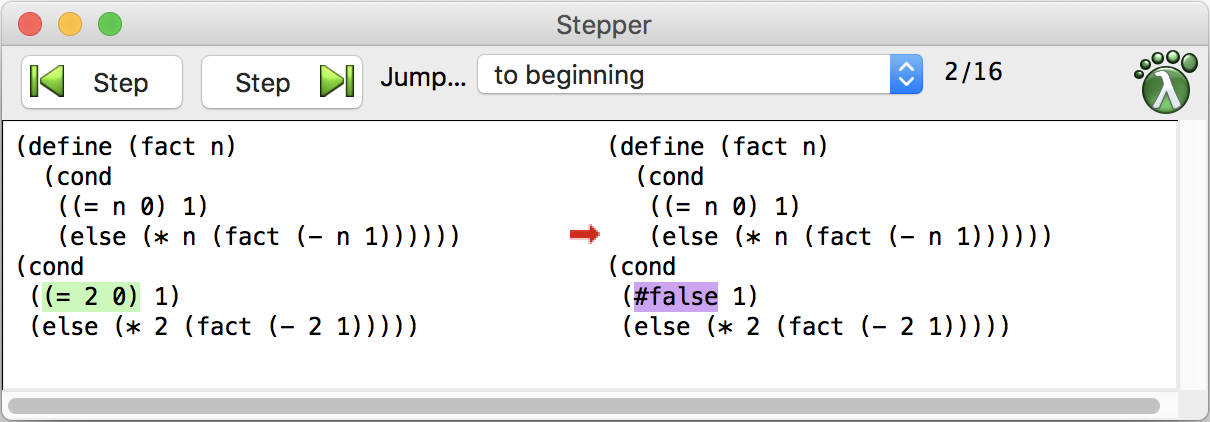 Stepper
Step Step Jump... to beginning 2/16
λ
(define (fact n)
  (cond
   ((= n 0) 1)
   (else (* n (fact (- n 1))))))
(cond
 ((= 2 0) 1)
 (else (* 2 (fact (- 2 1)))))
(define (fact n)
  (cond
   ((= n 0) 1)
   (else (* n (fact (- n 1))))))
(cond
 (#false 1)
 (else (* 2 (fact (- 2 1)))))